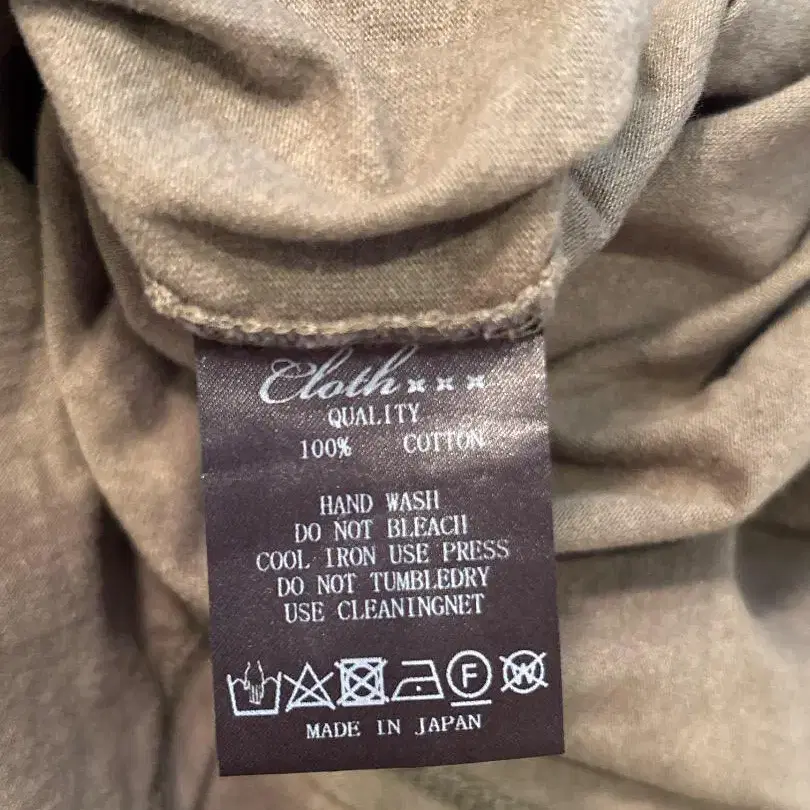 Cloth×××
QUALITY
100% COTTON
HAND WASH
DO NOT BLEACH
COOL IRON USE PRESS
DO NOT TUMBLEDRY
USE CLEANINGNET
F W
MADE IN JAPAN